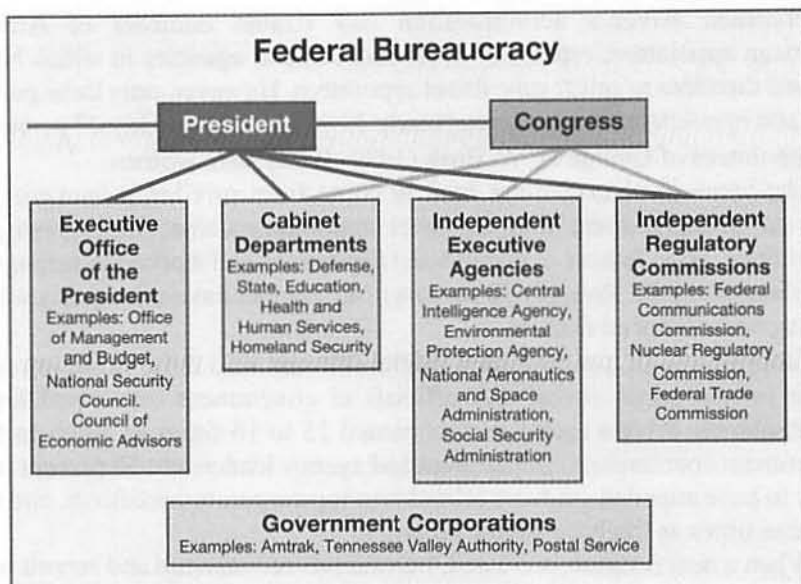 Federal Bureaucracy
President
Congress
Executive
Office
of the
President
Examples: Office
of Management
and Budget,
National Security
Council,
Council of
Economic Advisors
Cabinet
Departments
Examples: Defense,
State, Education,
Health and
Human Services,
Homeland Security
Independent
Executive
Agencies
Examples: Central
Intelligence Agency,
Environmental
Protection Agency,
National Aeronautics
and Space
Administration,
Social Security
Administration
Independent
Regulatory
Commissions
Examples: Federal
Communications
Commission,
Nuclear Regulatory
Commission,
Federal Trade
Commission
Government Corporations
Examples: Amtrak, Tennessee Valley Authority, Postal Service